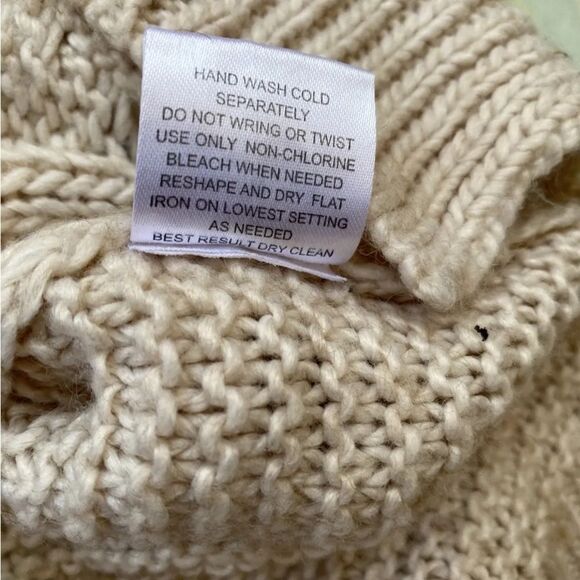 HAND WASH COLD
SEPARATELY
DO NOT WRING OR TWIST
USE ONLY NON-CHLORINE
BLEACH WHEN NEEDED
RESHAPE AND DRY FLAT
IRON ON LOWEST SETTING
AS NEEDED
BEST RESULT DRY CLEAN